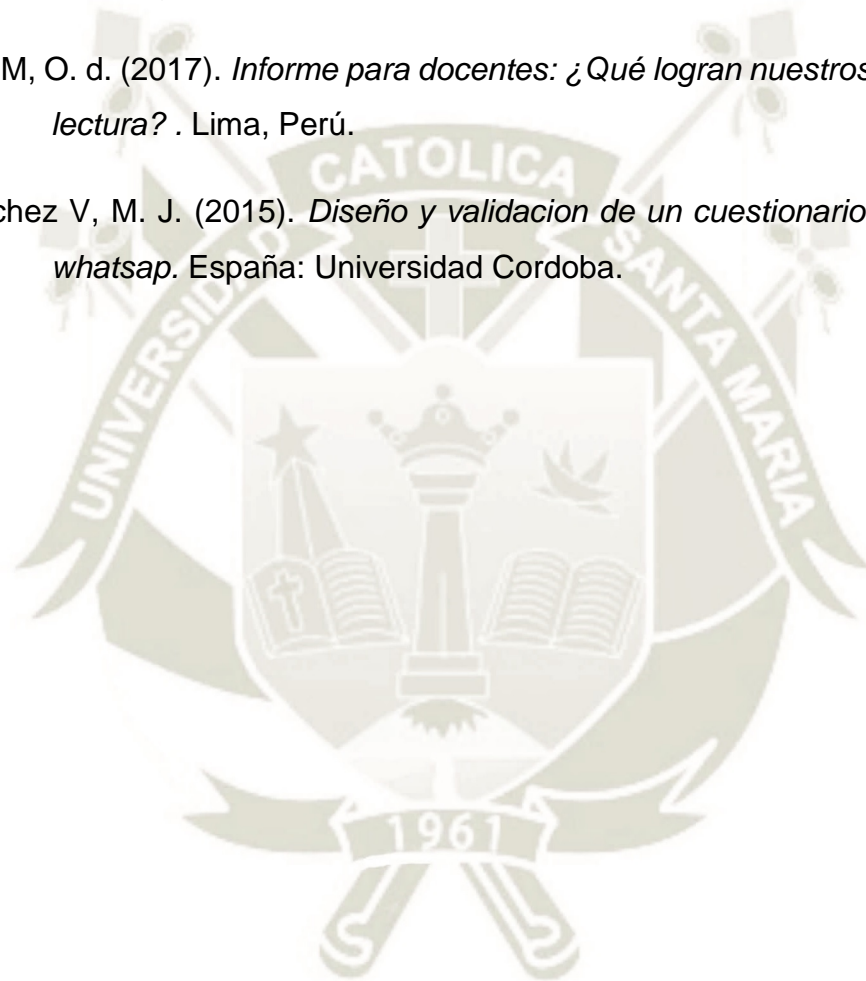 M, O. d. (2017). Informe para docentes: ¿Qué logran nuestros
lectura? . Lima, Perú.
chez V, M. J. (2015). Diseño y validacion de un cuestionario
whatsap. España: Universidad Cordoba.
UNIVERSIDAD CATOLICA SANTA MARIA
1961